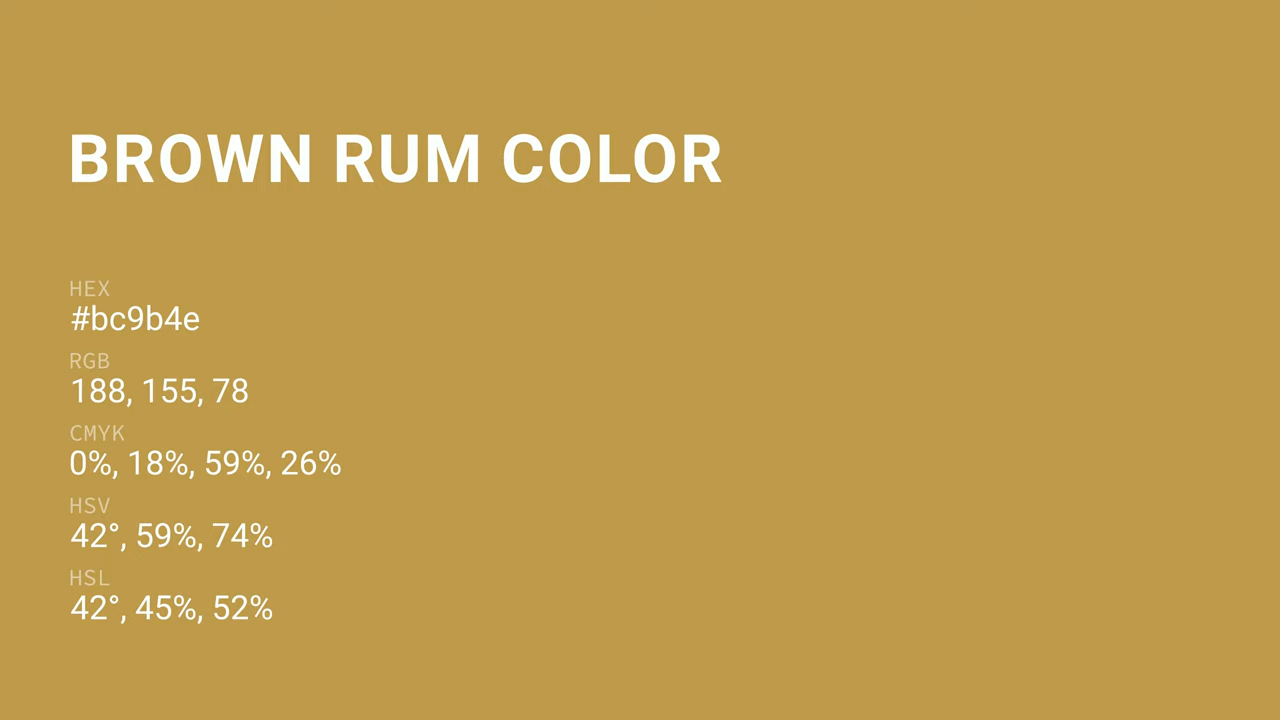 BROWN RUM COLOR
HEX
#bc9b4e
RGB
188, 155, 78
CMYK
0%, 18%, 59%, 26%
HSV
42°, 59%, 74%
HSL
42°, 45%, 52%